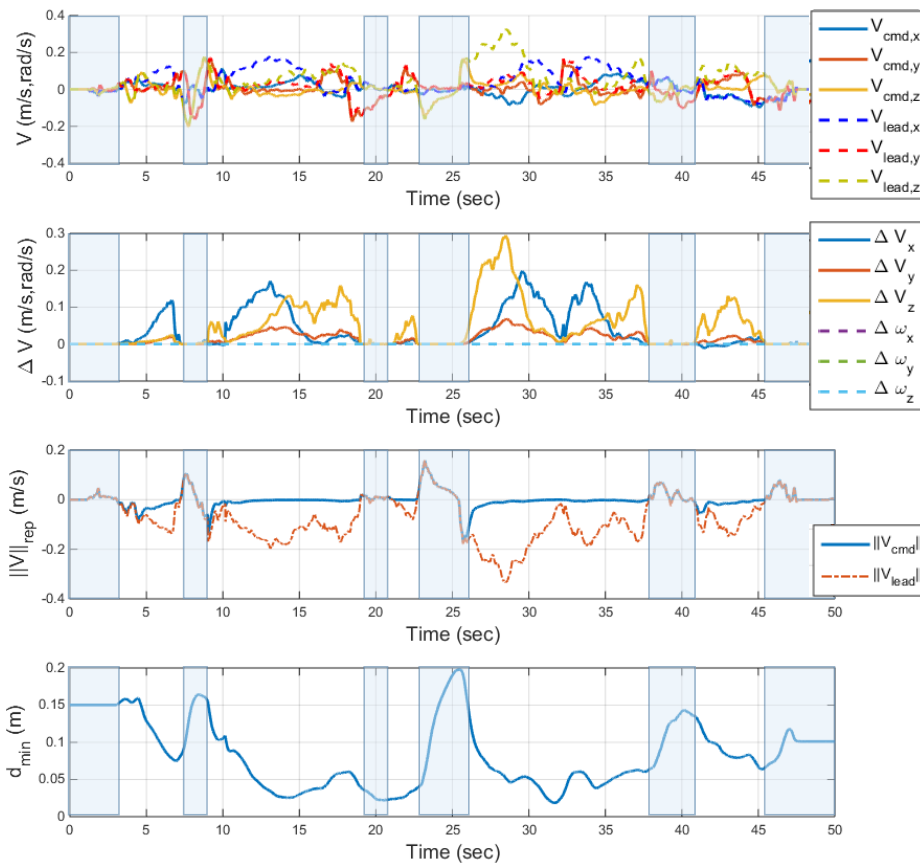 V (m/s,rad/s)
0.4
0.2
0
-0.2
-0.4
0 5 10 15 20 25 30 35 40 45 50
Time (sec)
V_cmd,x
V_cmd,y
V_cmd,z
V_lead,x
V_lead,y
V_lead,z
Δ V (m/s,rad/s)
0.3
0.2
0.1
0
-0.1
0 5 10 15 20 25 30 35 40 45 50
Time (sec)
Δ V_x
Δ V_y
Δ V_z
Δ ω_x
Δ ω_y
Δ ω_z
||V||_rep (m/s)
0.2
0
-0.2
-0.4
0 5 10 15 20 25 30 35 40 45 50
Time (sec)
||V_cmd||
||V_lead||
d_min (m)
0.2
0.15
0.1
0.05
0
0 5 10 15 20 25 30 35 40 45 50
Time (sec)